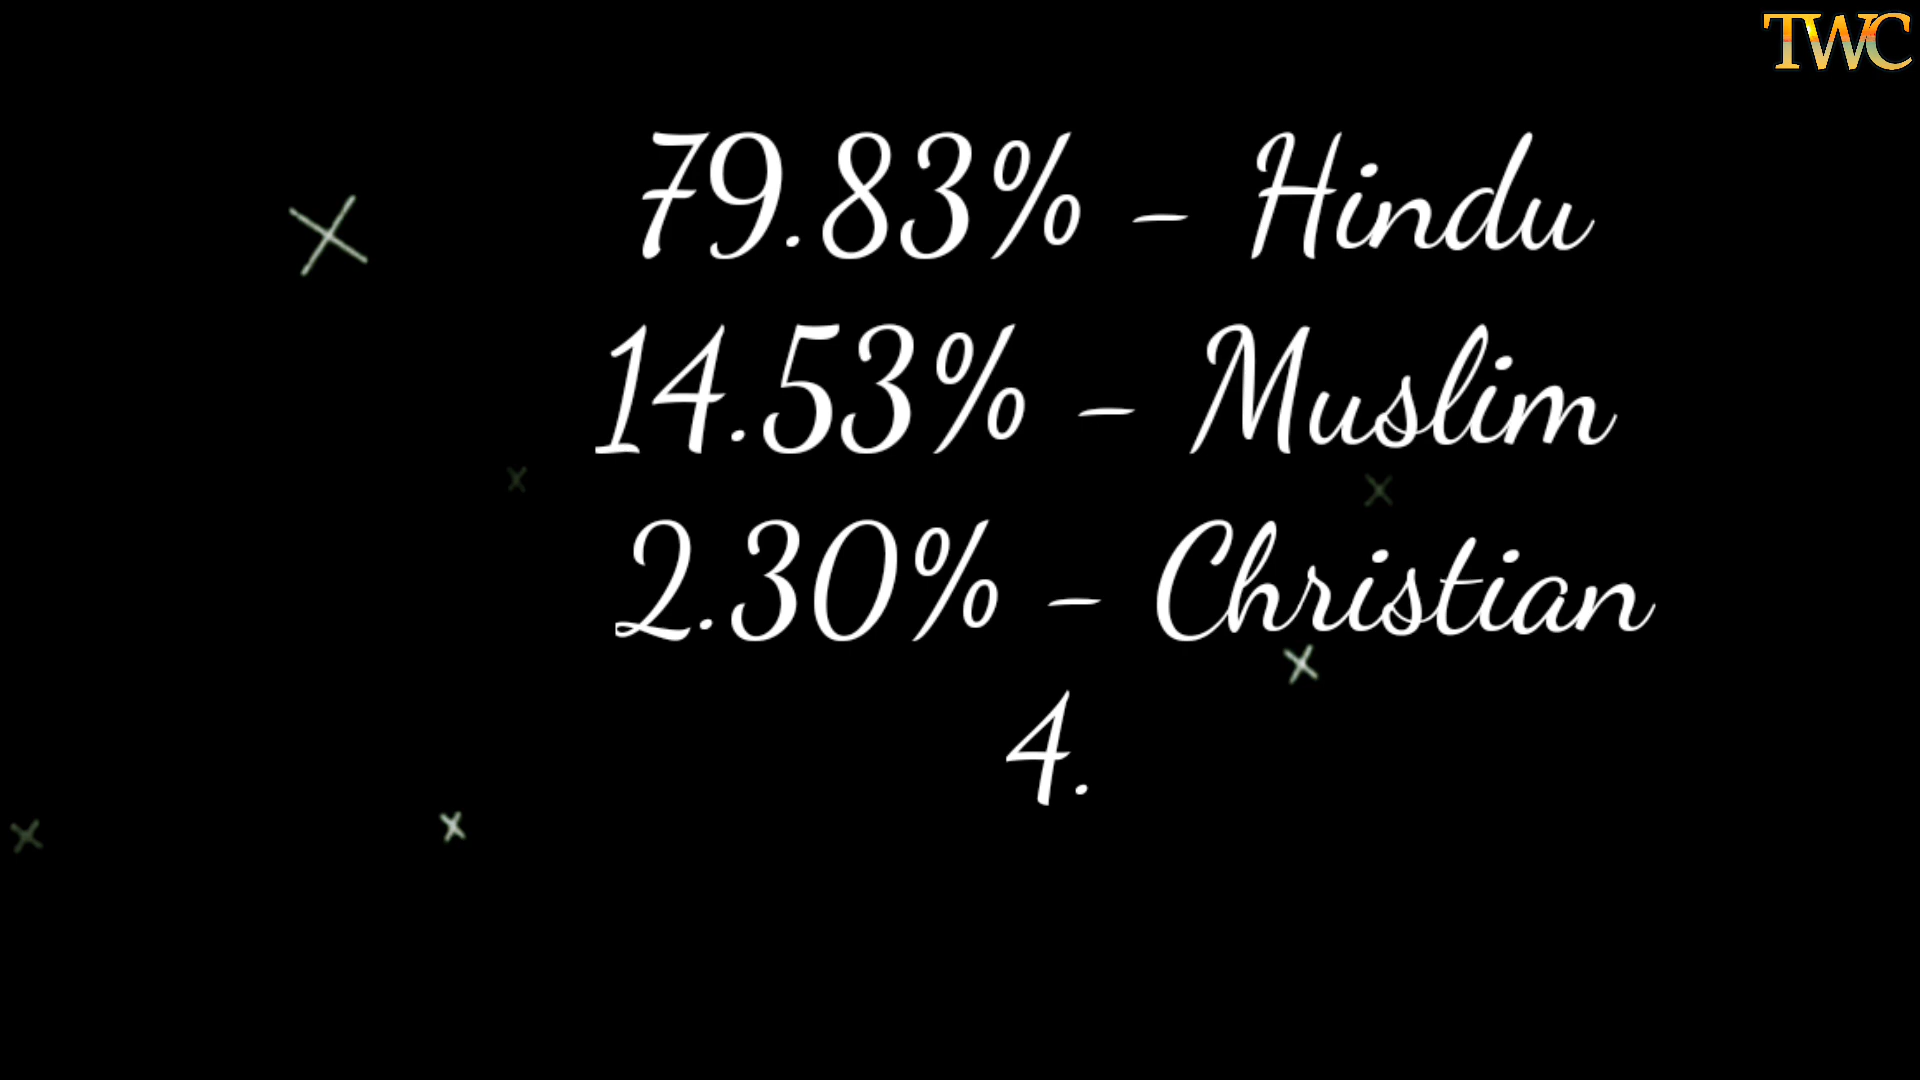 TWC
79.83% - Hindu
14.53% - Muslim
2.30% - Christian
4.